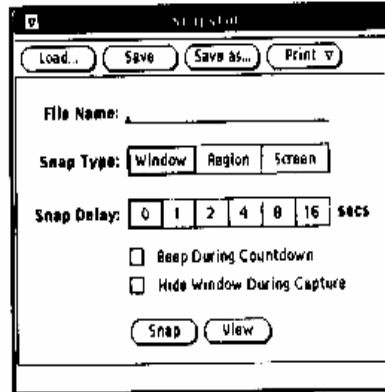 Load... Save Save as... Print
File Name:
Snap Type: Window Region Screen
Snap Delay: 0 1 2 4 8 16 secs
Beep During Countdown
Hide Window During Capture
Snap View